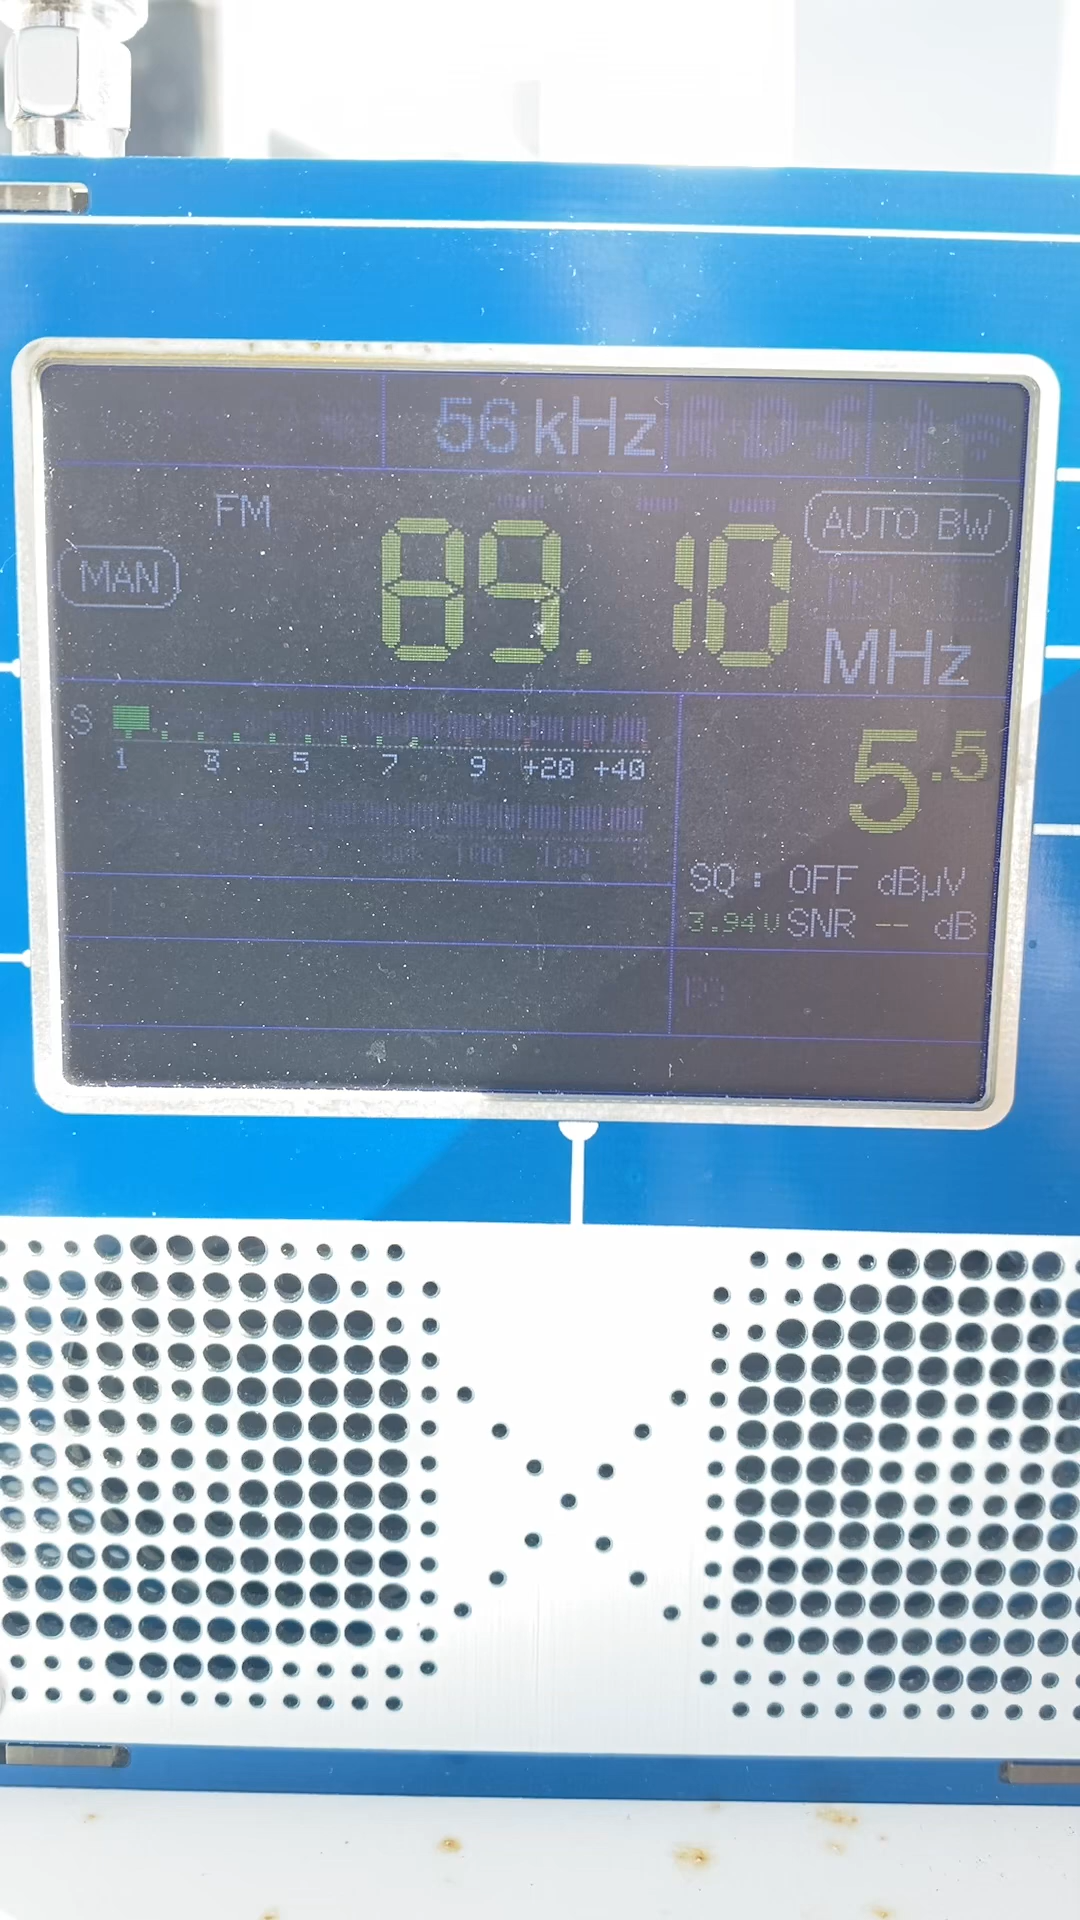 56 kHz RDS
FM
AUTO BW
MAN
89.10
MHz
S
1 3 5 7 9 +20 +40
5.5
SQ : OFF dBµV
3.94V SNR -- dB